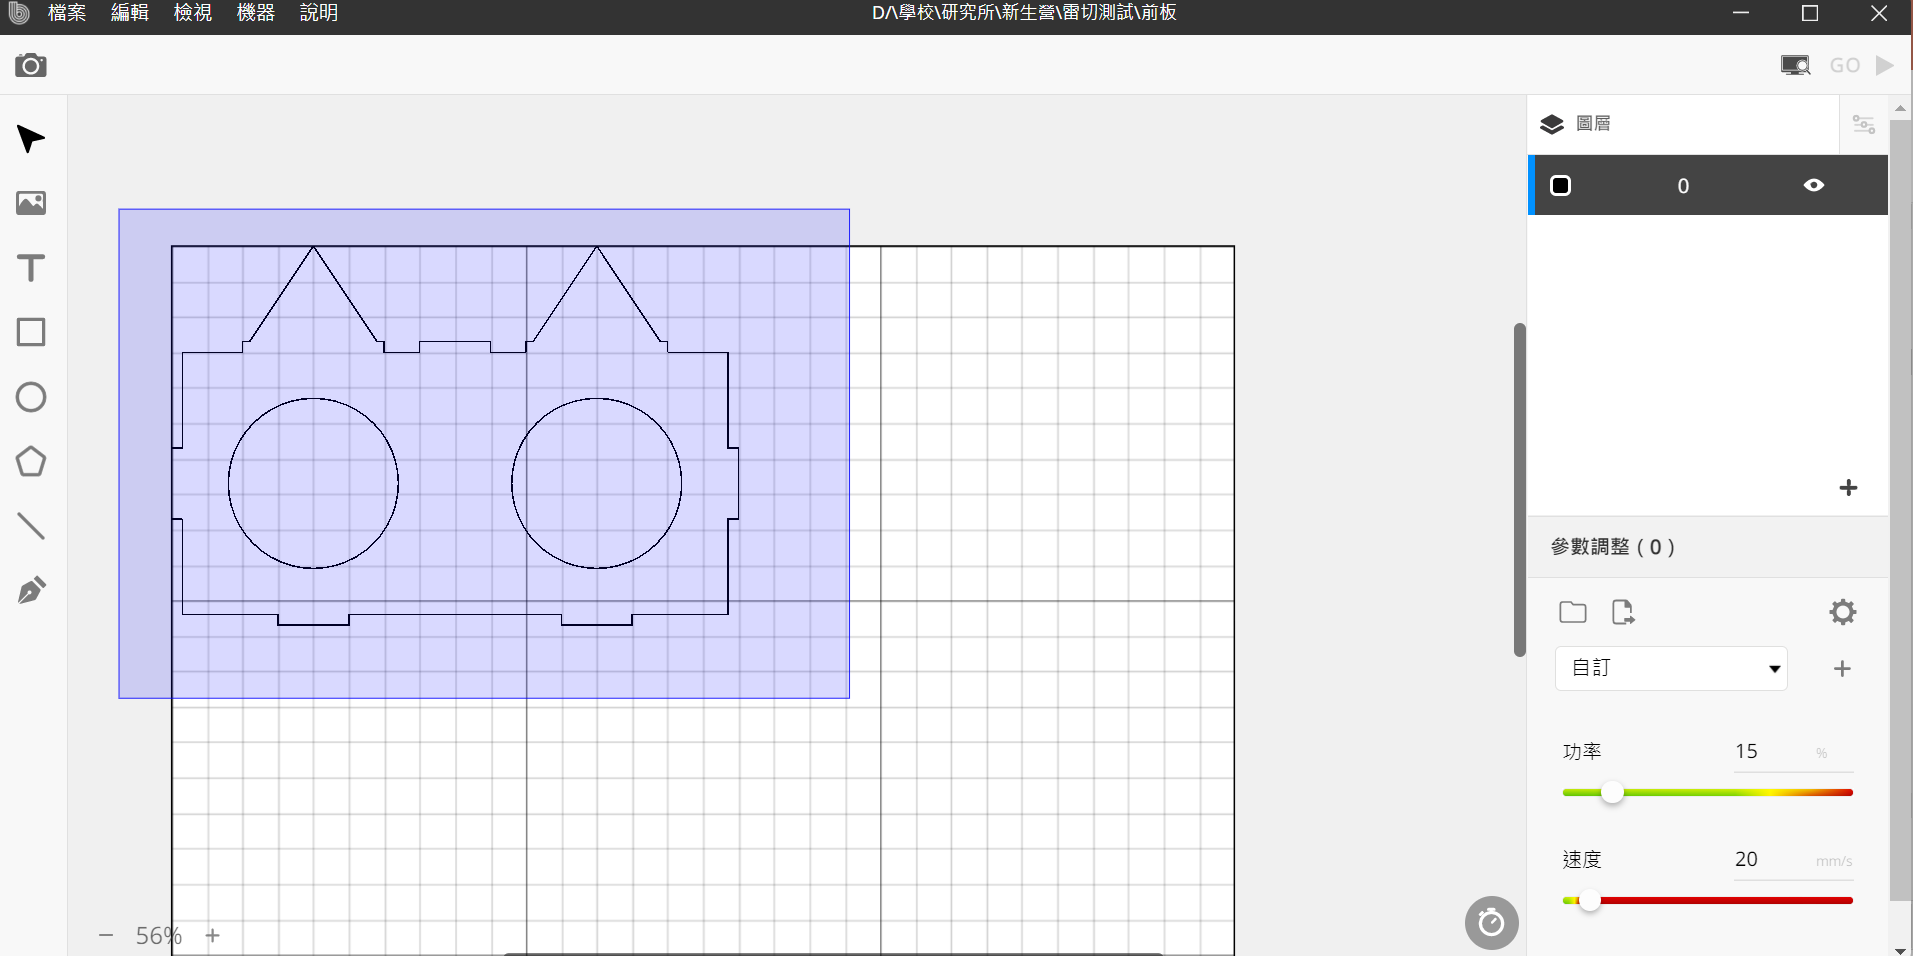 檔案 編輯 檢視 機器 說明
D/\學校\研究所\新生營\雷切測試\前板
GO
圖層
0
參數調整 ( 0 )
自訂
功率 15 %
速度 20 mm/s
56%